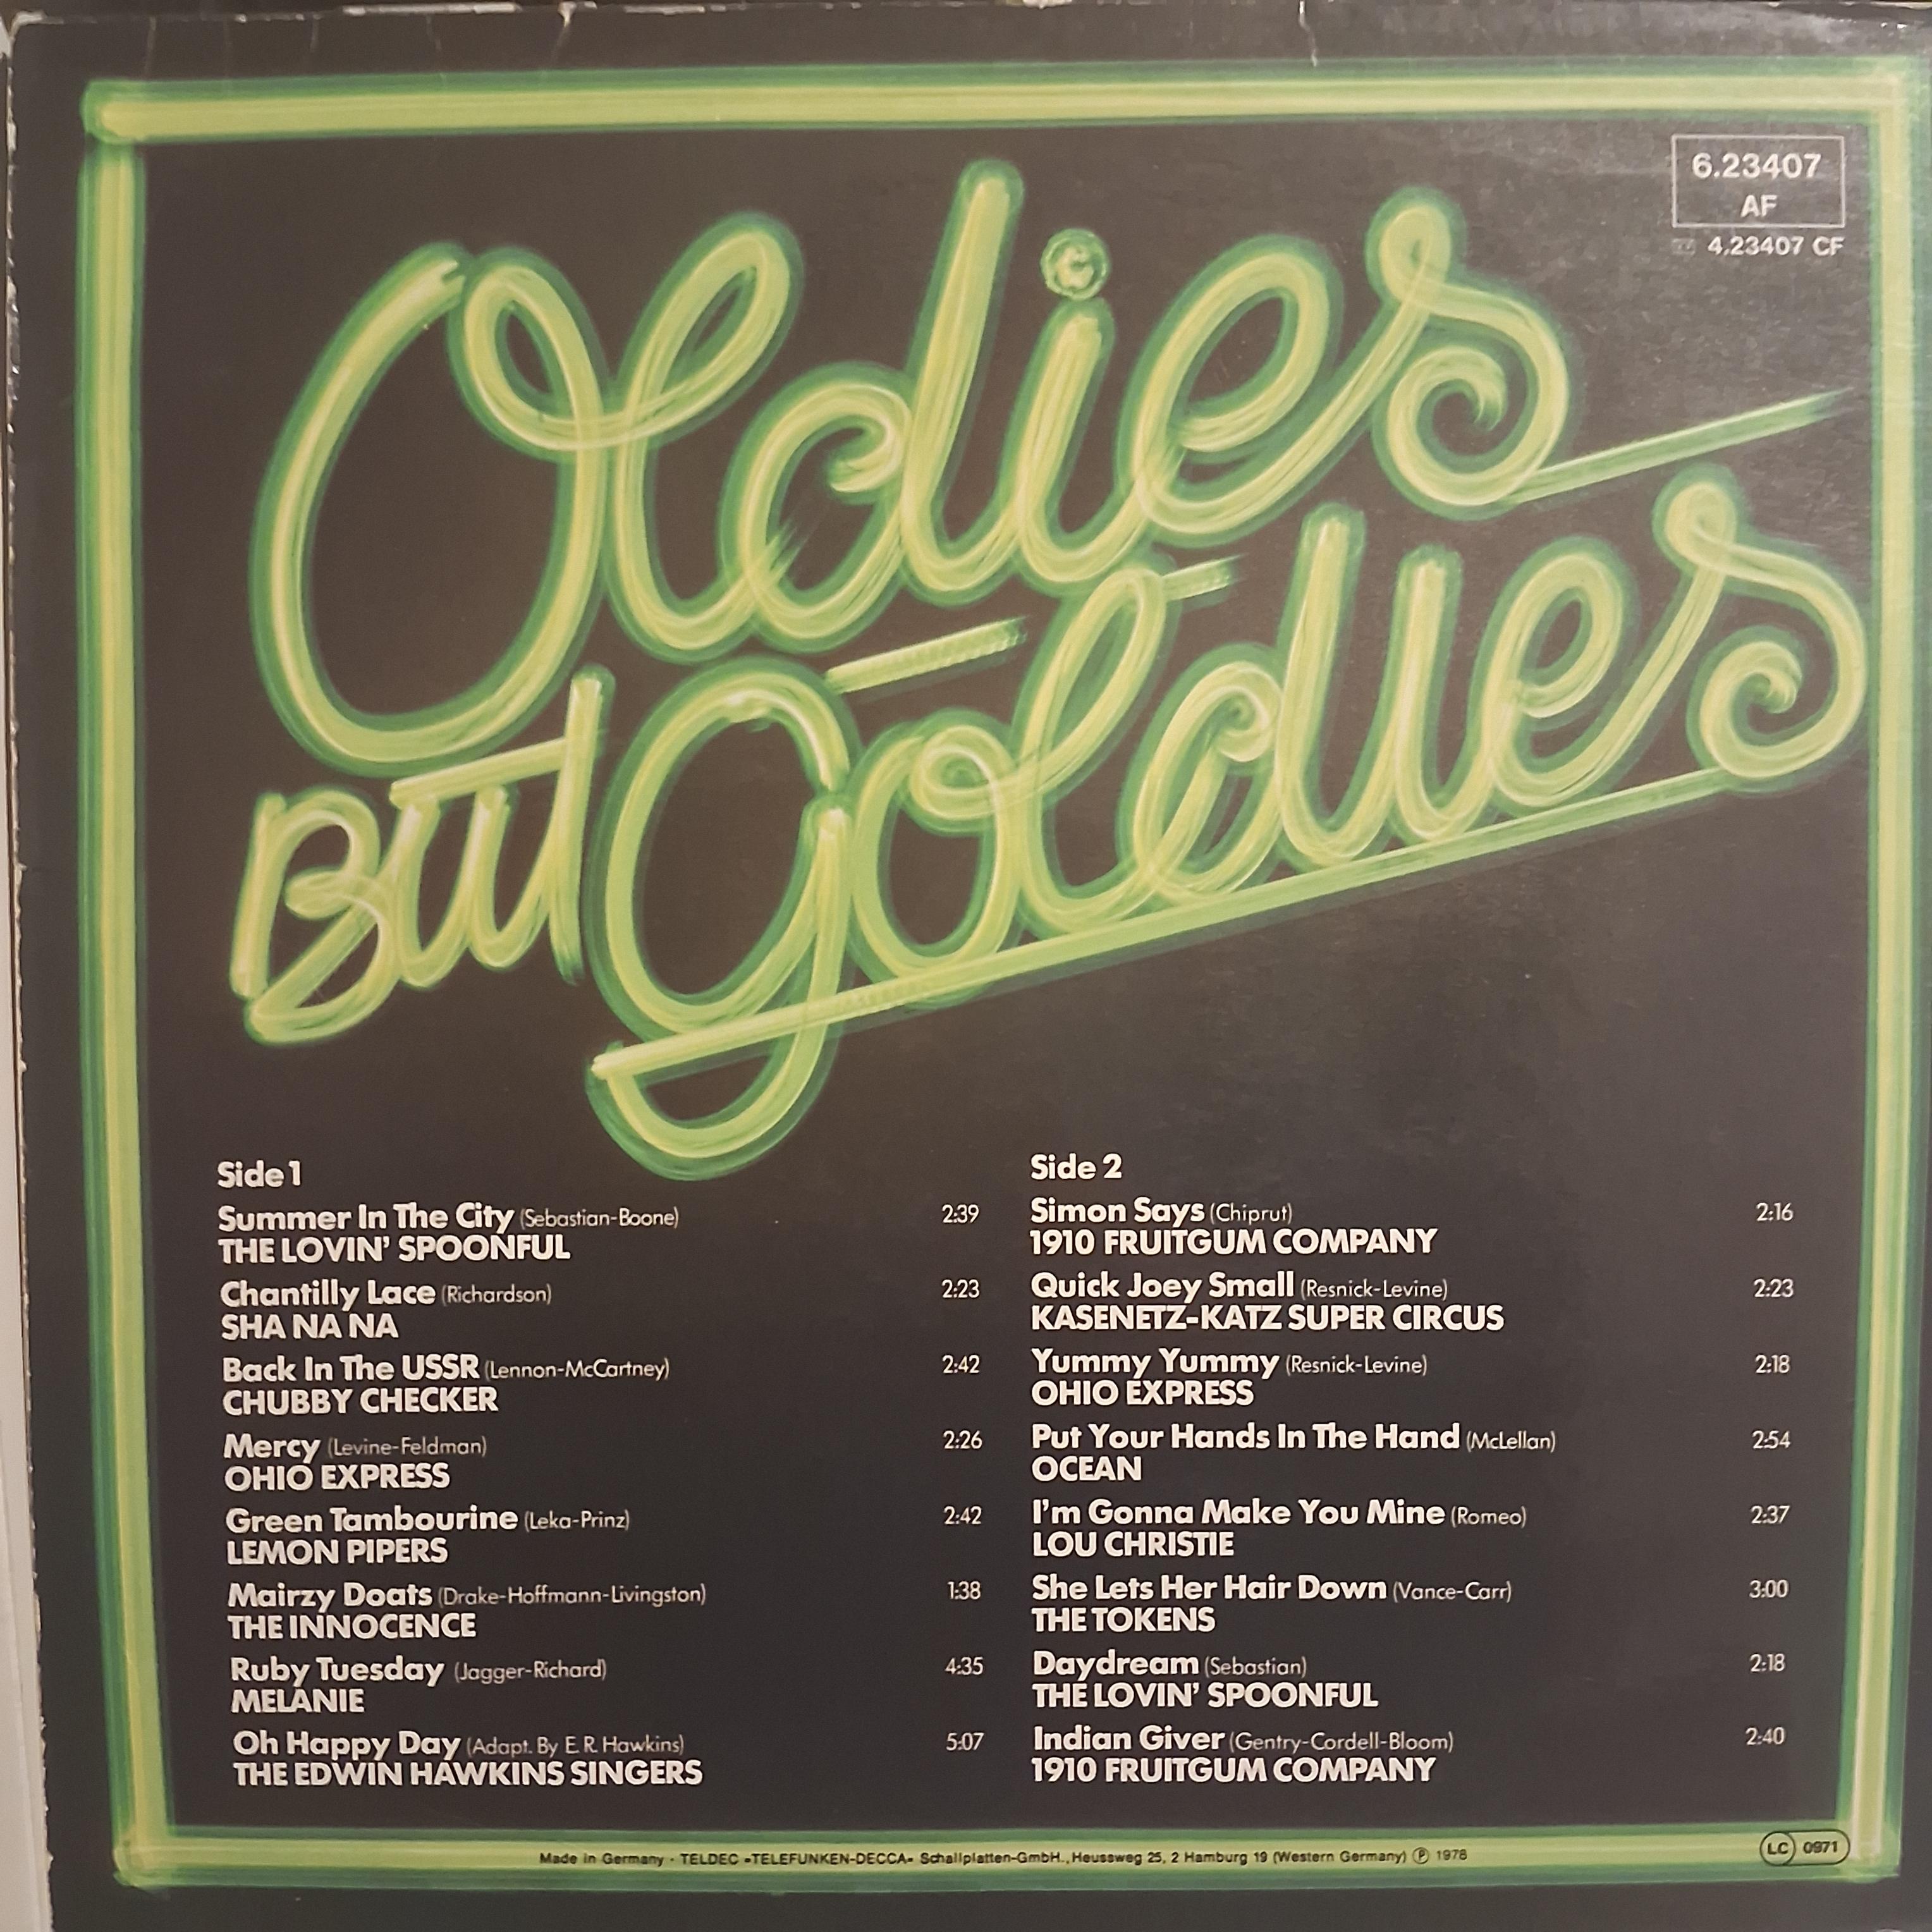 6.23407
AF
4.23407 CF
Oldies
But Goldies
Side 1
Summer In The City (Sebastian-Boone) 2:39
THE LOVIN' SPOONFUL
Chantilly Lace (Richardson) 2:23
SHA NA NA
Back In The USSR (Lennon-McCartney) 2:42
CHUBBY CHECKER
Mercy (Levine-Feldman) 2:26
OHIO EXPRESS
Green Tambourine (Leka-Prinz) 2:42
LEMON PIPERS
Mairzy Doats (Drake-Hoffmann-Livingston) 1:38
THE INNOCENCE
Ruby Tuesday (Jagger-Richard) 4:35
MELANIE
Oh Happy Day (Adapt. By E. R. Hawkins) 5:07
THE EDWIN HAWKINS SINGERS
Side 2
Simon Says (Chiprut) 2:16
1910 FRUITGUM COMPANY
Quick Joey Small (Resnick-Levine) 2:23
KASENETZ-KATZ SUPER CIRCUS
Yummy Yummy (Resnick-Levine) 2:18
OHIO EXPRESS
Put Your Hands In The Hand (McLellan) 2:54
OCEAN
I'm Gonna Make You Mine (Romeo) 2:37
LOU CHRISTIE
She Lets Her Hair Down (Vance-Carr) 3:00
THE TOKENS
Daydream (Sebastian) 2:18
THE LOVIN' SPOONFUL
Indian Giver (Gentry-Cordell-Bloom) 2:40
1910 FRUITGUM COMPANY
Made in Germany · TELDEC »TELEFUNKEN-DECCA« Schallplatten-GmbH., Heussweg 25, 2 Hamburg 19 (Western Germany) Ⓟ 1978
LC 0971